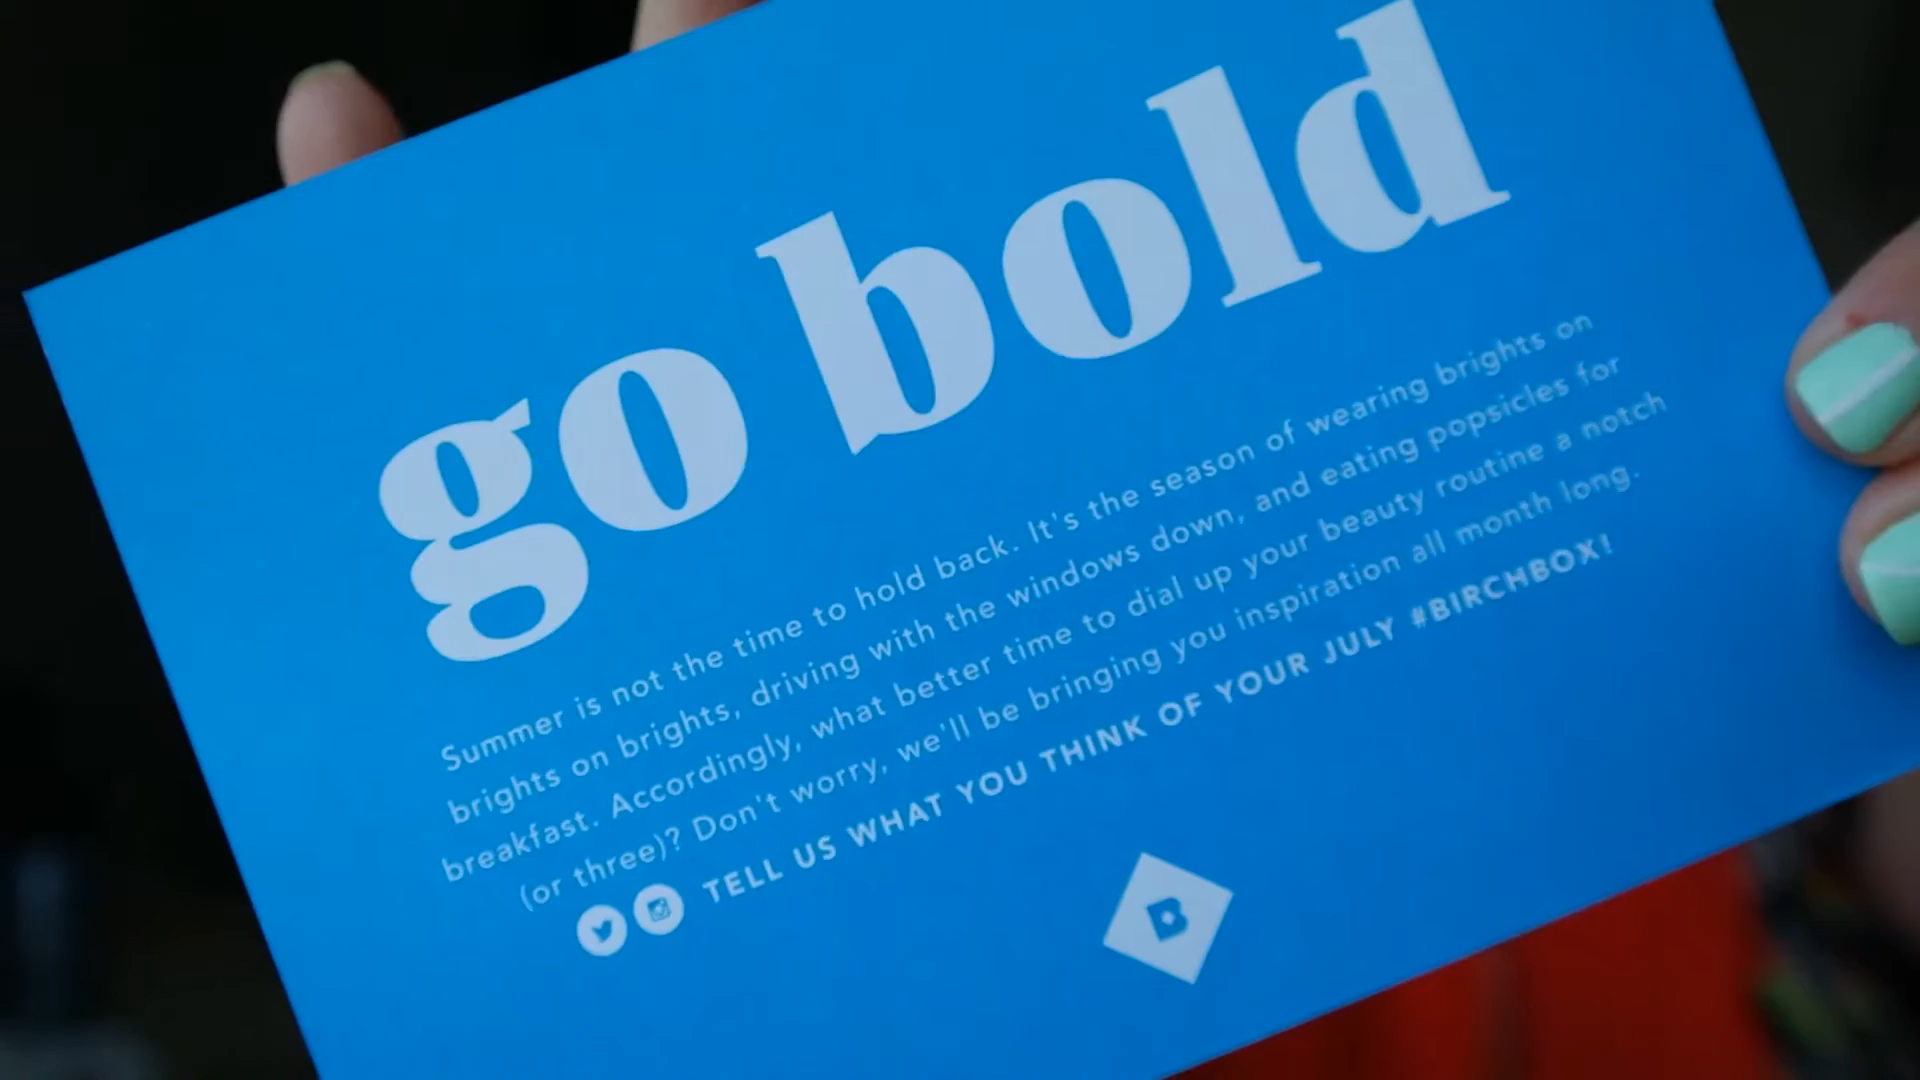 go bold
Summer is not the time to hold back. It's the season of wearing brights on
brights on brights, driving with the windows down, and eating popsicles for
breakfast. Accordingly, what better time to dial up your beauty routine a notch
(or three)? Don't worry, we'll be bringing you inspiration all month long.
TELL US WHAT YOU THINK OF YOUR JULY #BIRCHBOX!
B